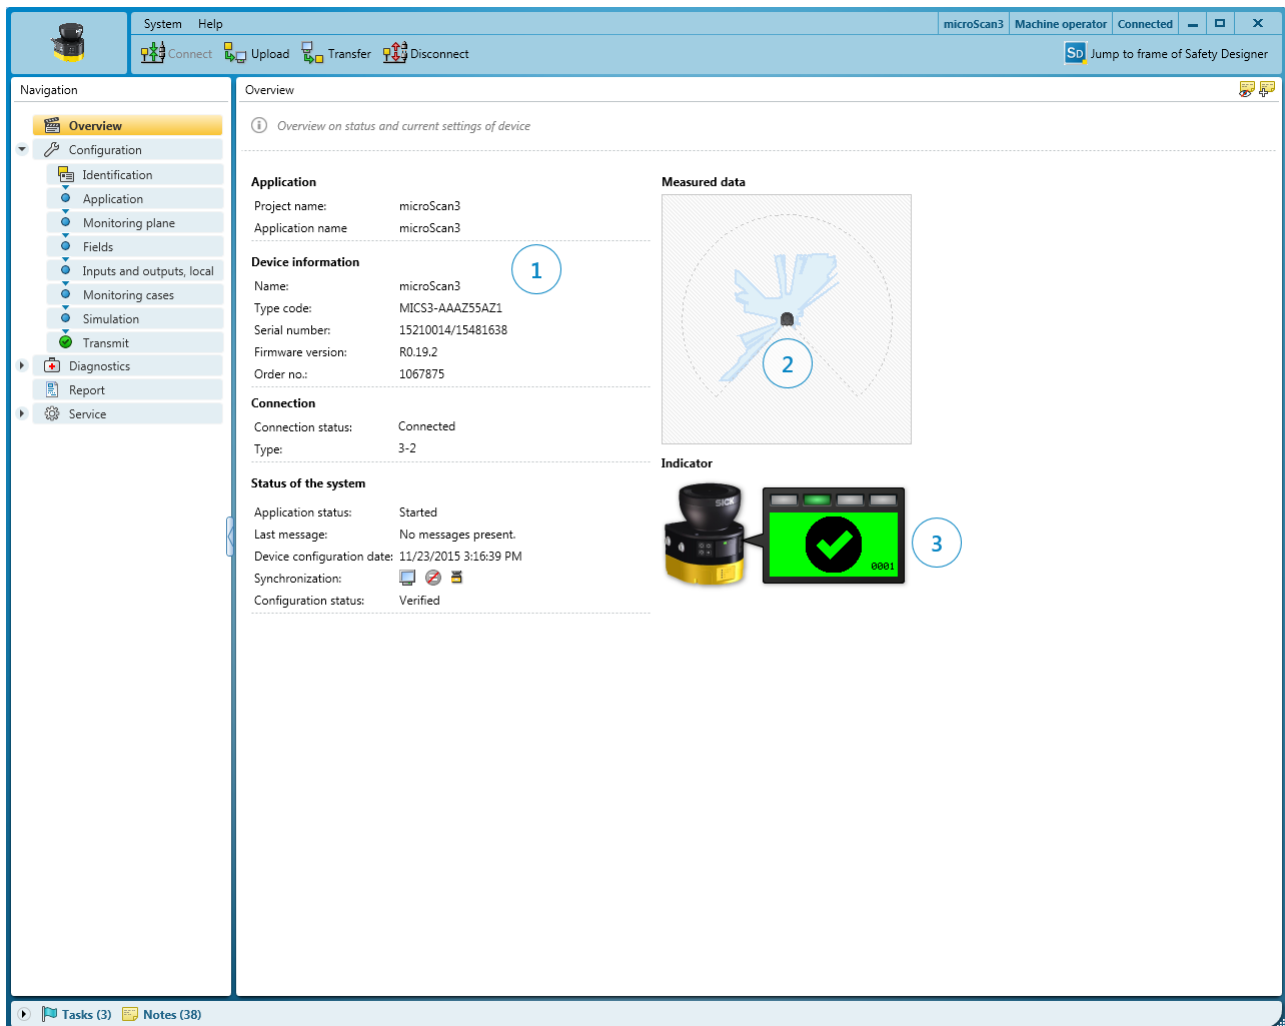 System Help
microScan3 Machine operator Connected
Connect Upload Transfer Disconnect
SD Jump to frame of Safety Designer
Navigation
Overview
Configuration
Identification
Application
Monitoring plane
Fields
Inputs and outputs, local
Monitoring cases
Simulation
Transmit
Diagnostics
Report
Service
Overview
Overview on status and current settings of device
Application
Project name: microScan3
Application name microScan3
Device information
1
Name: microScan3
Type code: MICS3-AAAZ55AZ1
Serial number: 15210014/15481638
Firmware version: R0.19.2
Order no.: 1067875
Connection
Connection status: Connected
Type: 3-2
Status of the system
Application status: Started
Last message: No messages present.
Device configuration date: 11/23/2015 3:16:39 PM
Synchronization:
Configuration status: Verified
Measured data
2
Indicator
SICK
0001
3
Tasks (3) Notes (38)